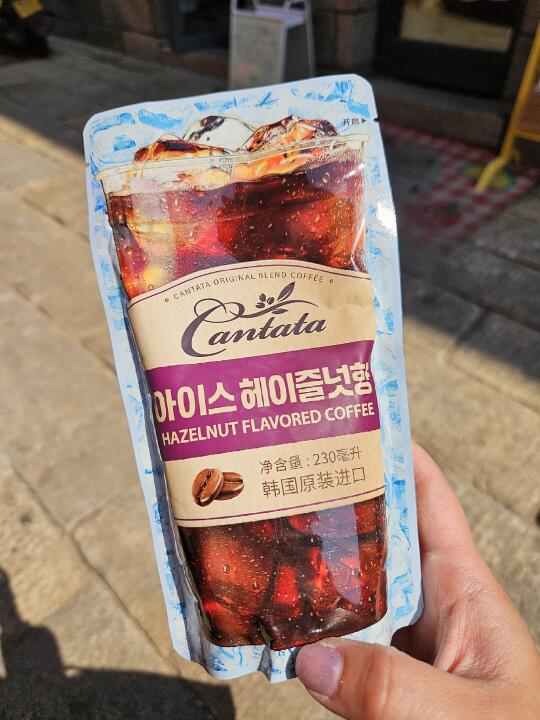 开启▶
CANTATA ORIGINAL BLEND COFFEE
Cantata
아이스 헤이즐넛향
HAZELNUT FLAVORED COFFEE
净含量:230毫升
韩国原装进口